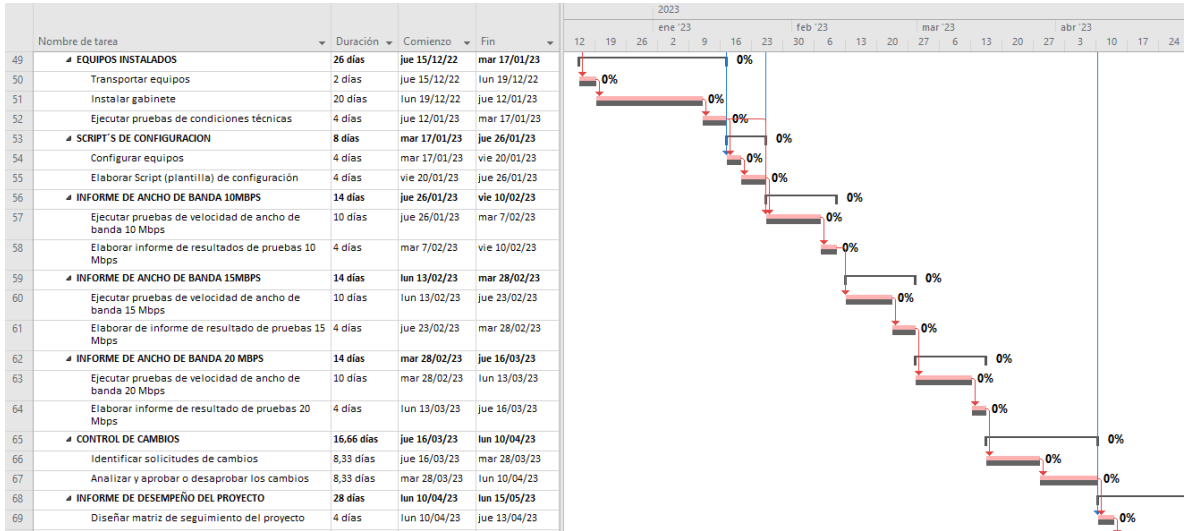 2023
ene '23 feb '23 mar '23 abr '23
Nombre de tarea Duración Comienzo Fin 12 19 26 2 9 16 23 30 6 13 20 27 6 13 20 27 3 10 17 24
49 EQUIPOS INSTALADOS 26 días jue 15/12/22 mar 17/01/23 0%
50 Transportar equipos 2 días jue 15/12/22 lun 19/12/22 0%
51 Instalar gabinete 20 días lun 19/12/22 jue 12/01/23 0%
52 Ejecutar pruebas de condiciones técnicas 4 días jue 12/01/23 mar 17/01/23 0%
53 SCRIPT´S DE CONFIGURACION 8 días mar 17/01/23 jue 26/01/23 0%
54 Configurar equipos 4 días mar 17/01/23 vie 20/01/23 0%
55 Elaborar Script (plantilla) de configuración 4 días vie 20/01/23 jue 26/01/23 0%
56 INFORME DE ANCHO DE BANDA 10MBPS 14 días jue 26/01/23 vie 10/02/23 0%
57 Ejecutar pruebas de velocidad de ancho de 10 días jue 26/01/23 mar 7/02/23 0%
banda 10 Mbps
58 Elaborar informe de resultados de pruebas 10 4 días mar 7/02/23 vie 10/02/23 0%
Mbps
59 INFORME DE ANCHO DE BANDA 15MBPS 14 días lun 13/02/23 mar 28/02/23 0%
60 Ejecutar pruebas de velocidad de ancho de 10 días lun 13/02/23 jue 23/02/23 0%
banda 15 Mbps
61 Elaborar de informe de resultado de pruebas 15 4 días jue 23/02/23 mar 28/02/23 0%
Mbps
62 INFORME DE ANCHO DE BANDA 20 MBPS 14 días mar 28/02/23 jue 16/03/23 0%
63 Ejecutar pruebas de velocidad de ancho de 10 días mar 28/02/23 lun 13/03/23 0%
banda 20 Mbps
64 Elaborar informe de resultado de pruebas 20 4 días lun 13/03/23 jue 16/03/23 0%
Mbps
65 CONTROL DE CAMBIOS 16,66 días jue 16/03/23 lun 10/04/23 0%
66 Identificar solicitudes de cambios 8,33 días jue 16/03/23 mar 28/03/23 0%
67 Analizar y aprobar o desaprobar los cambios 8,33 días mar 28/03/23 lun 10/04/23 0%
68 INFORME DE DESEMPEÑO DEL PROYECTO 28 días lun 10/04/23 lun 15/05/23
69 Diseñar matriz de seguimiento del proyecto 4 días lun 10/04/23 jue 13/04/23 0%